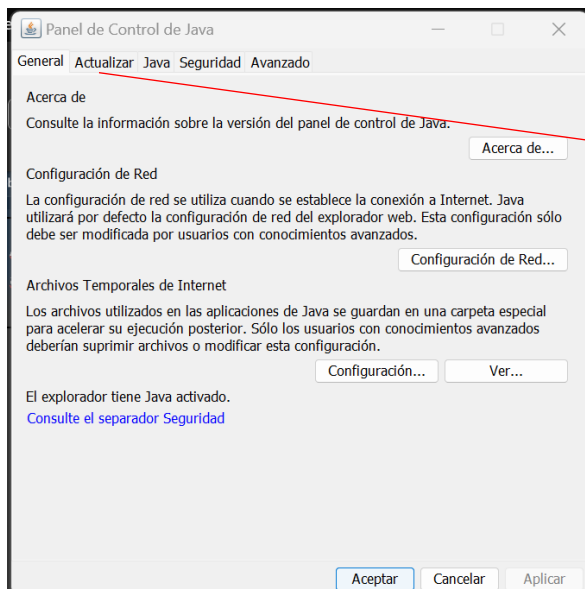 Panel de Control de Java
General Actualizar Java Seguridad Avanzado
Acerca de
Consulte la información sobre la versión del panel de control de Java.
Acerca de...
Configuración de Red
La configuración de red se utiliza cuando se establece la conexión a Internet. Java
utilizará por defecto la configuración de red del explorador web. Esta configuración sólo
debe ser modificada por usuarios con conocimientos avanzados.
Configuración de Red...
Archivos Temporales de Internet
Los archivos utilizados en las aplicaciones de Java se guardan en una carpeta especial
para acelerar su ejecución posterior. Sólo los usuarios con conocimientos avanzados
deberían suprimir archivos o modificar esta configuración.
Configuración... Ver...
El explorador tiene Java activado.
Consulte el separador Seguridad
Aceptar Cancelar Aplicar